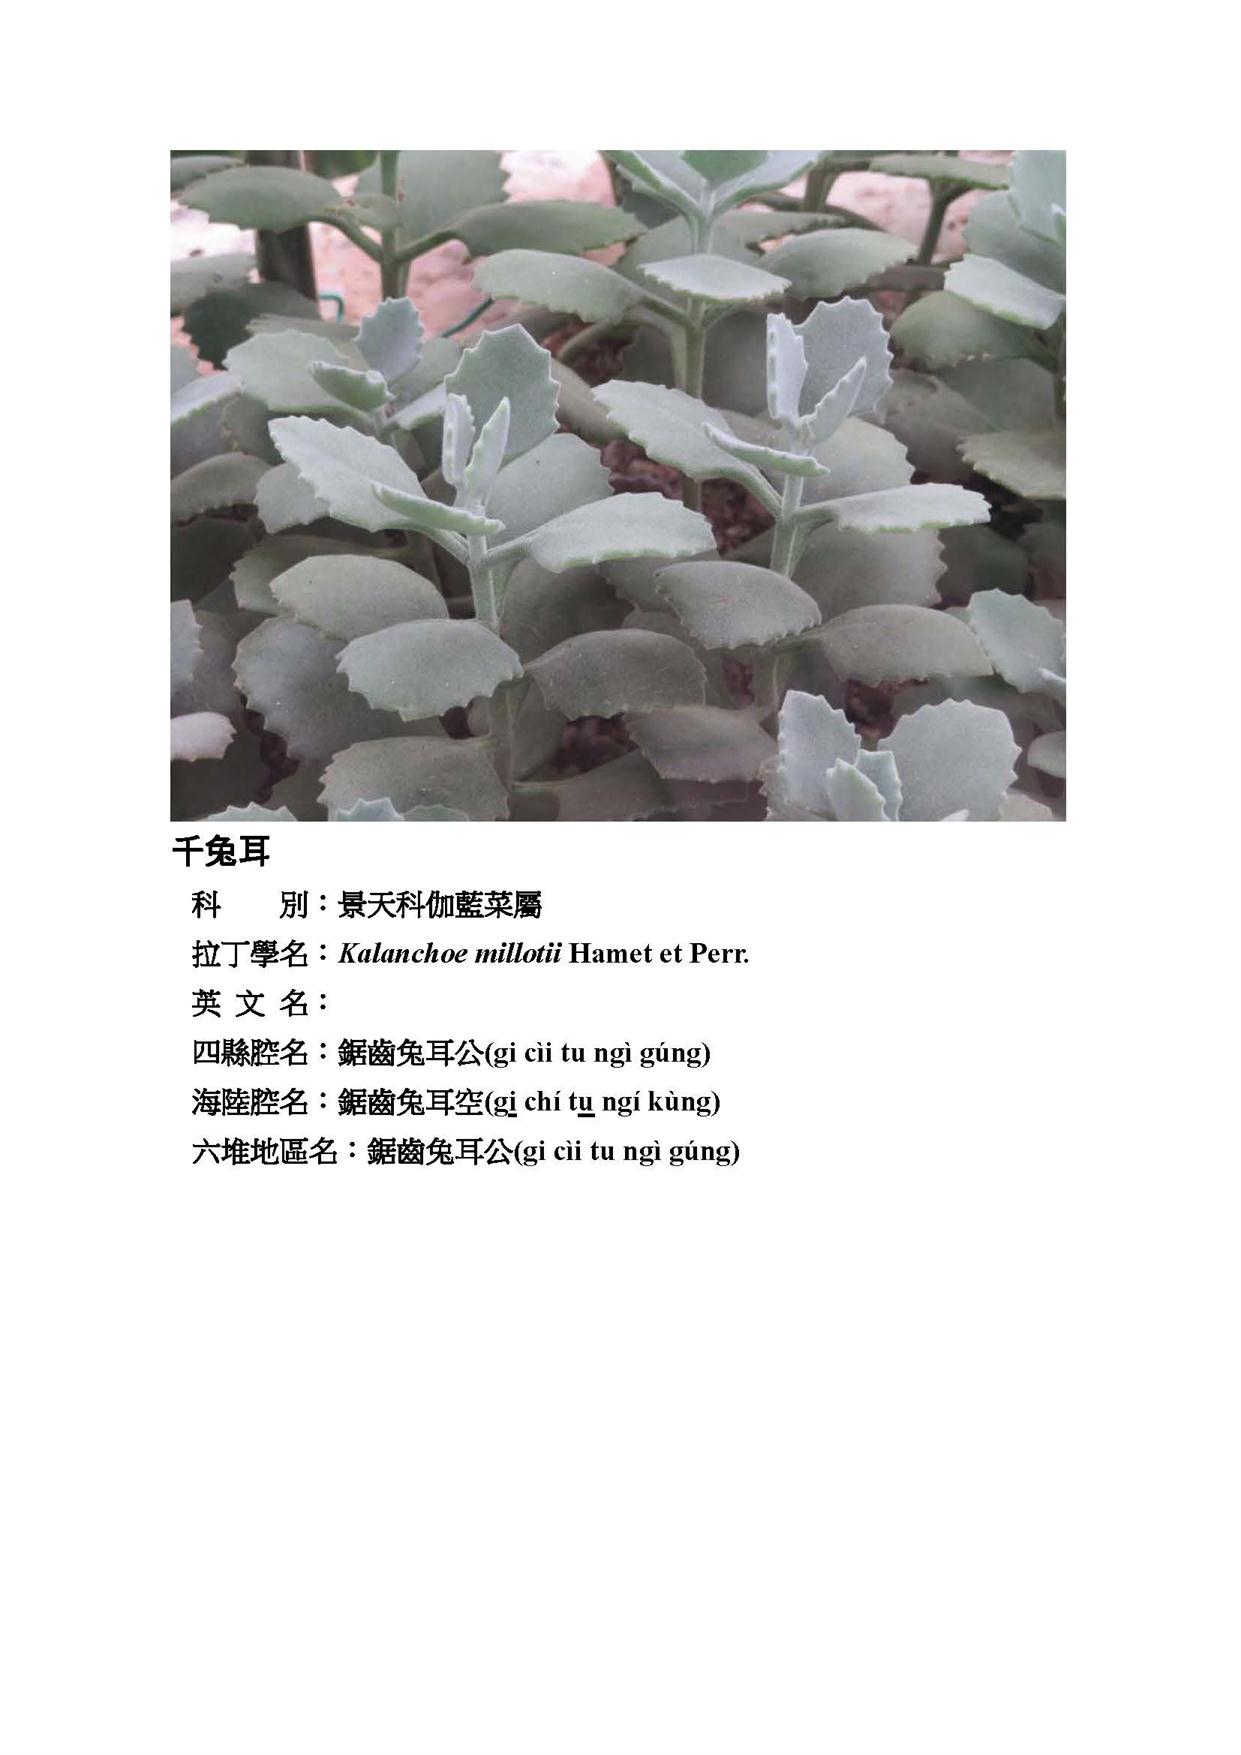 千兔耳
科　　別：景天科伽藍菜屬
拉丁學名：Kalanchoe millotii Hamet et Perr.
英 文 名：
四縣腔名：鋸齒兔耳公(gi cìi tu ngì gúng)
海陸腔名：鋸齒兔耳空(gi̲ chí tu̲ ngí kùng)
六堆地區名：鋸齒兔耳公(gi cìi tu ngì gúng)